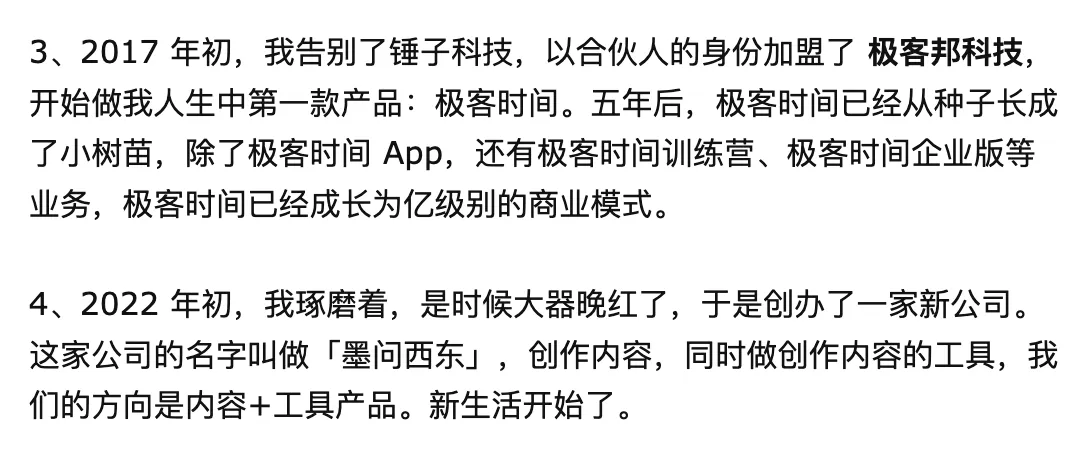 3、2017 年初，我告别了锤子科技，以合伙人的身份加盟了 极客邦科技，
开始做我人生中第一款产品：极客时间。五年后，极客时间已经从种子长成
了小树苗，除了极客时间 App，还有极客时间训练营、极客时间企业版等
业务，极客时间已经成长为亿级别的商业模式。
4、2022 年初，我琢磨着，是时候大器晚红了，于是创办了一家新公司。
这家公司的名字叫做「墨问西东」，创作内容，同时做创作内容的工具，我
们的方向是内容+工具产品。新生活开始了。